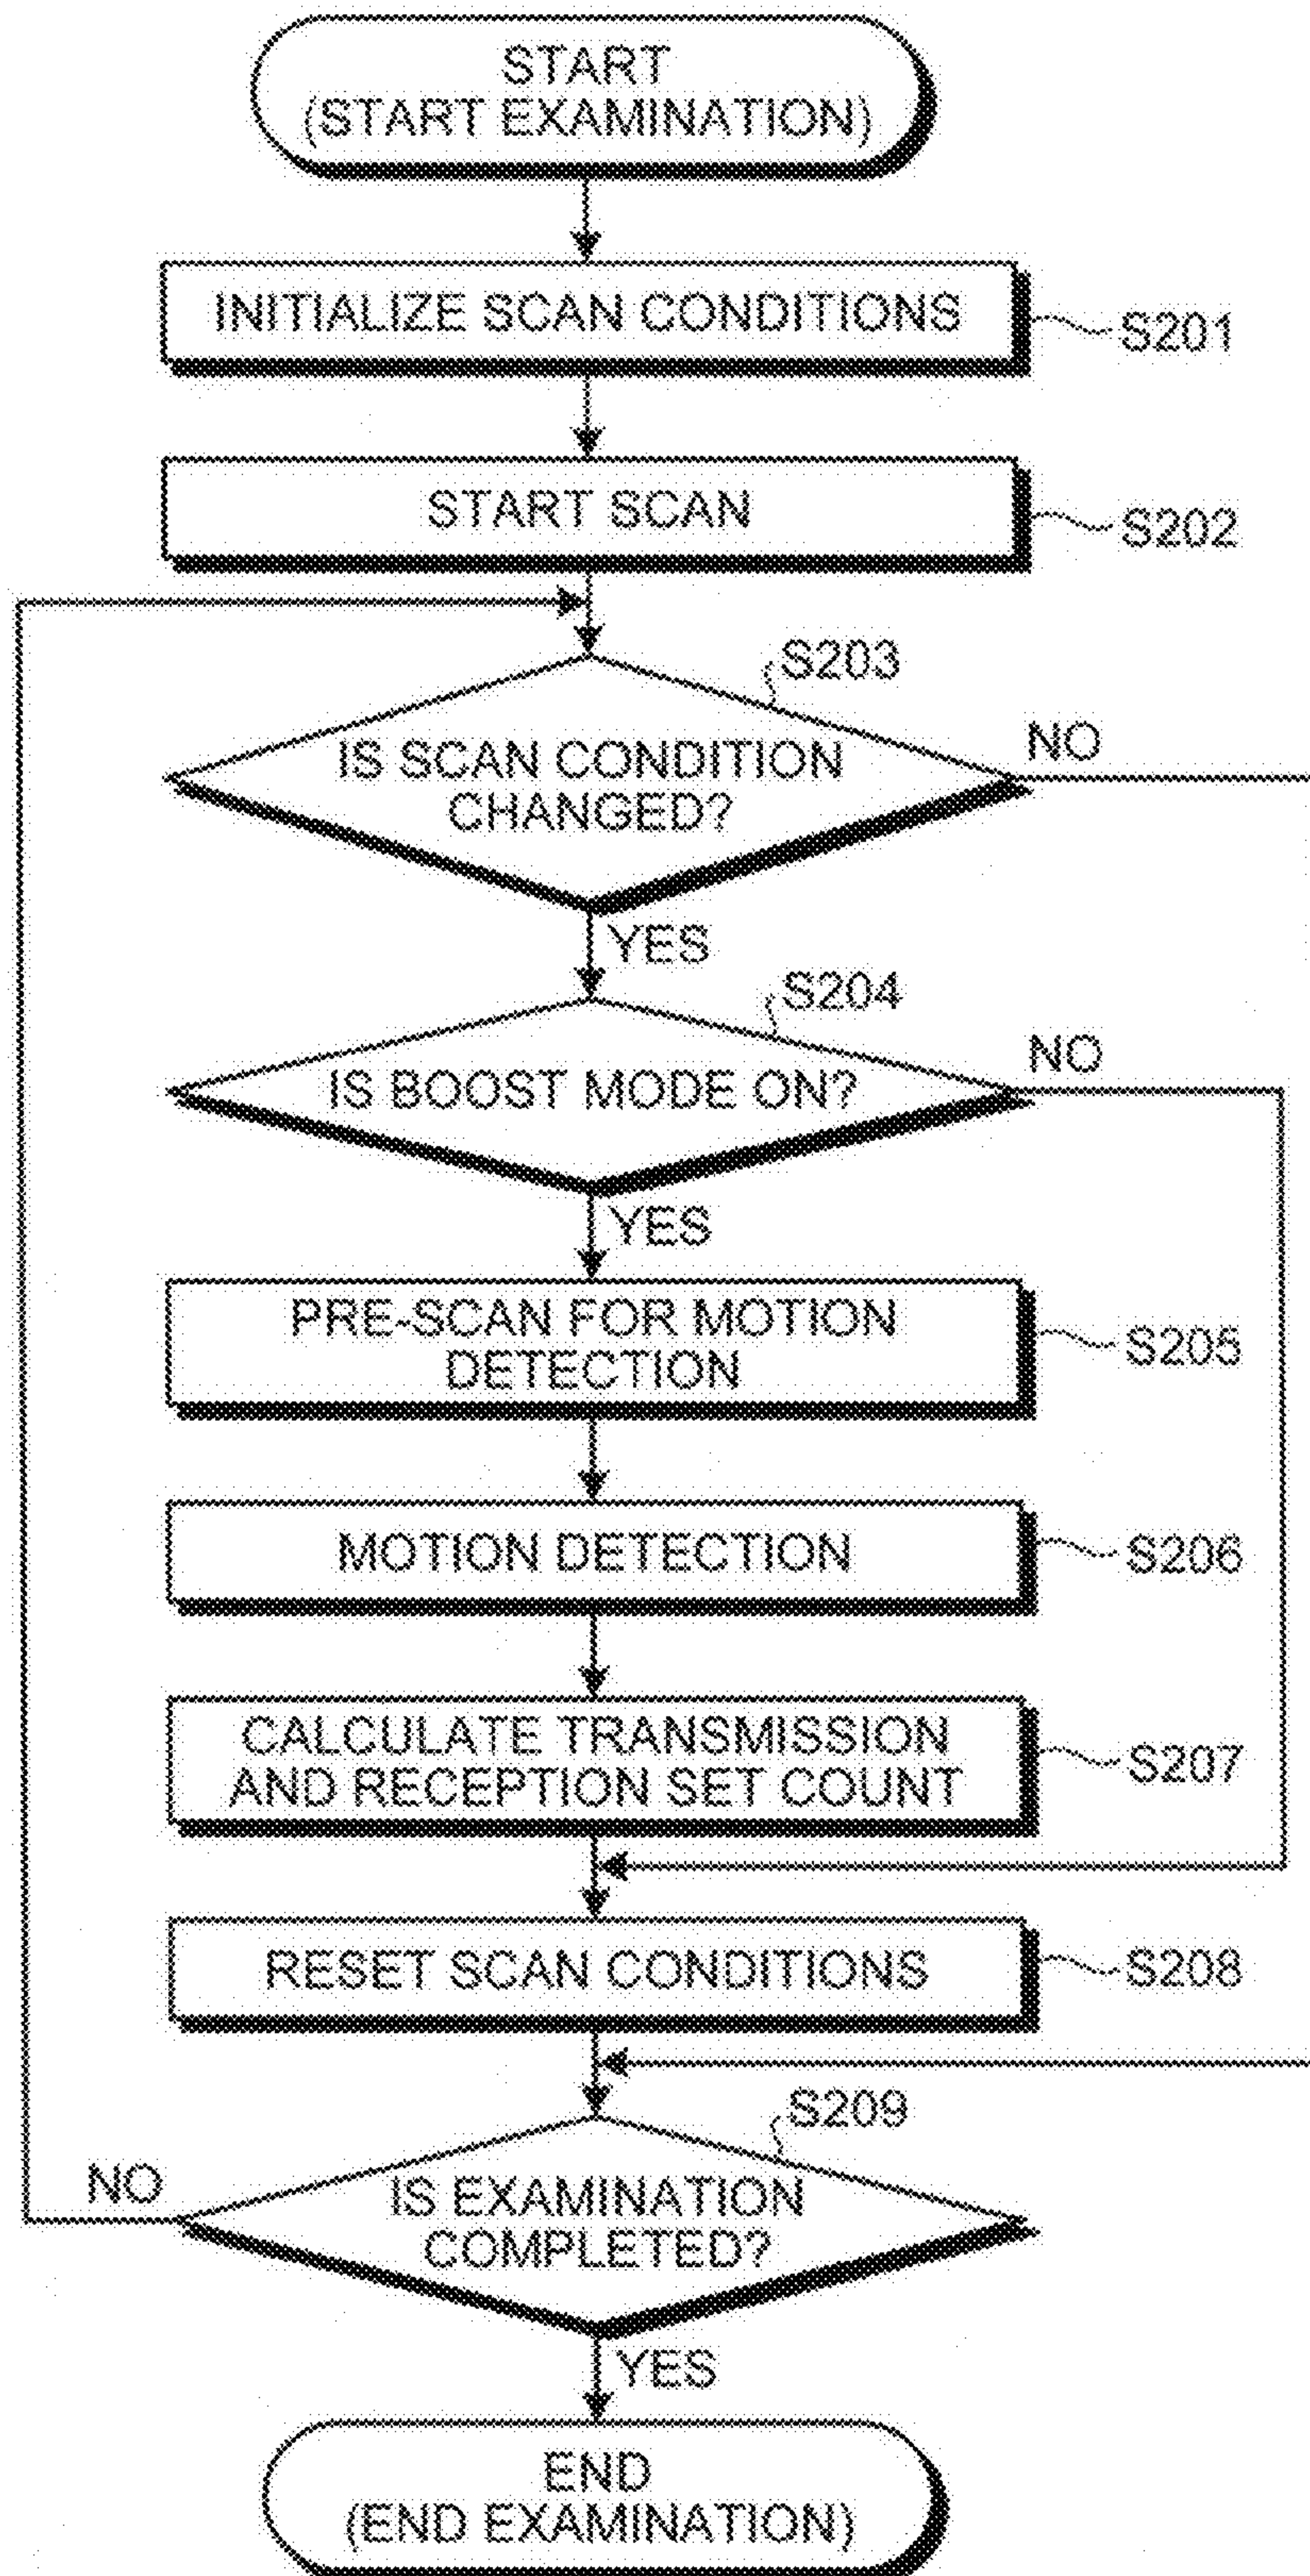 START
(START EXAMINATION)
INITIALIZE SCAN CONDITIONS
S201
START SCAN
S202
S203
IS SCAN CONDITION
CHANGED?
NO
YES
S204
IS BOOST MODE ON?
NO
YES
PRE-SCAN FOR MOTION
DETECTION
S205
MOTION DETECTION
S206
CALCULATE TRANSMISSION
AND RECEPTION SET COUNT
S207
RESET SCAN CONDITIONS
S208
S209
IS EXAMINATION
COMPLETED?
NO
YES
END
(END EXAMINATION)